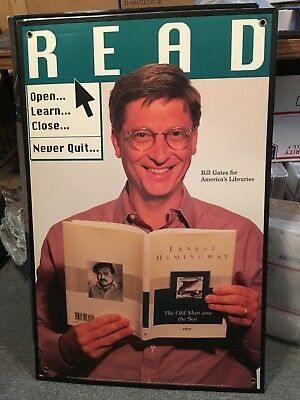 READ
Open...
Learn...
Close...
Never Quit...
Bill Gates for
America's Libraries
ERNEST
HEMINGWAY
The Old Man and
the Sea